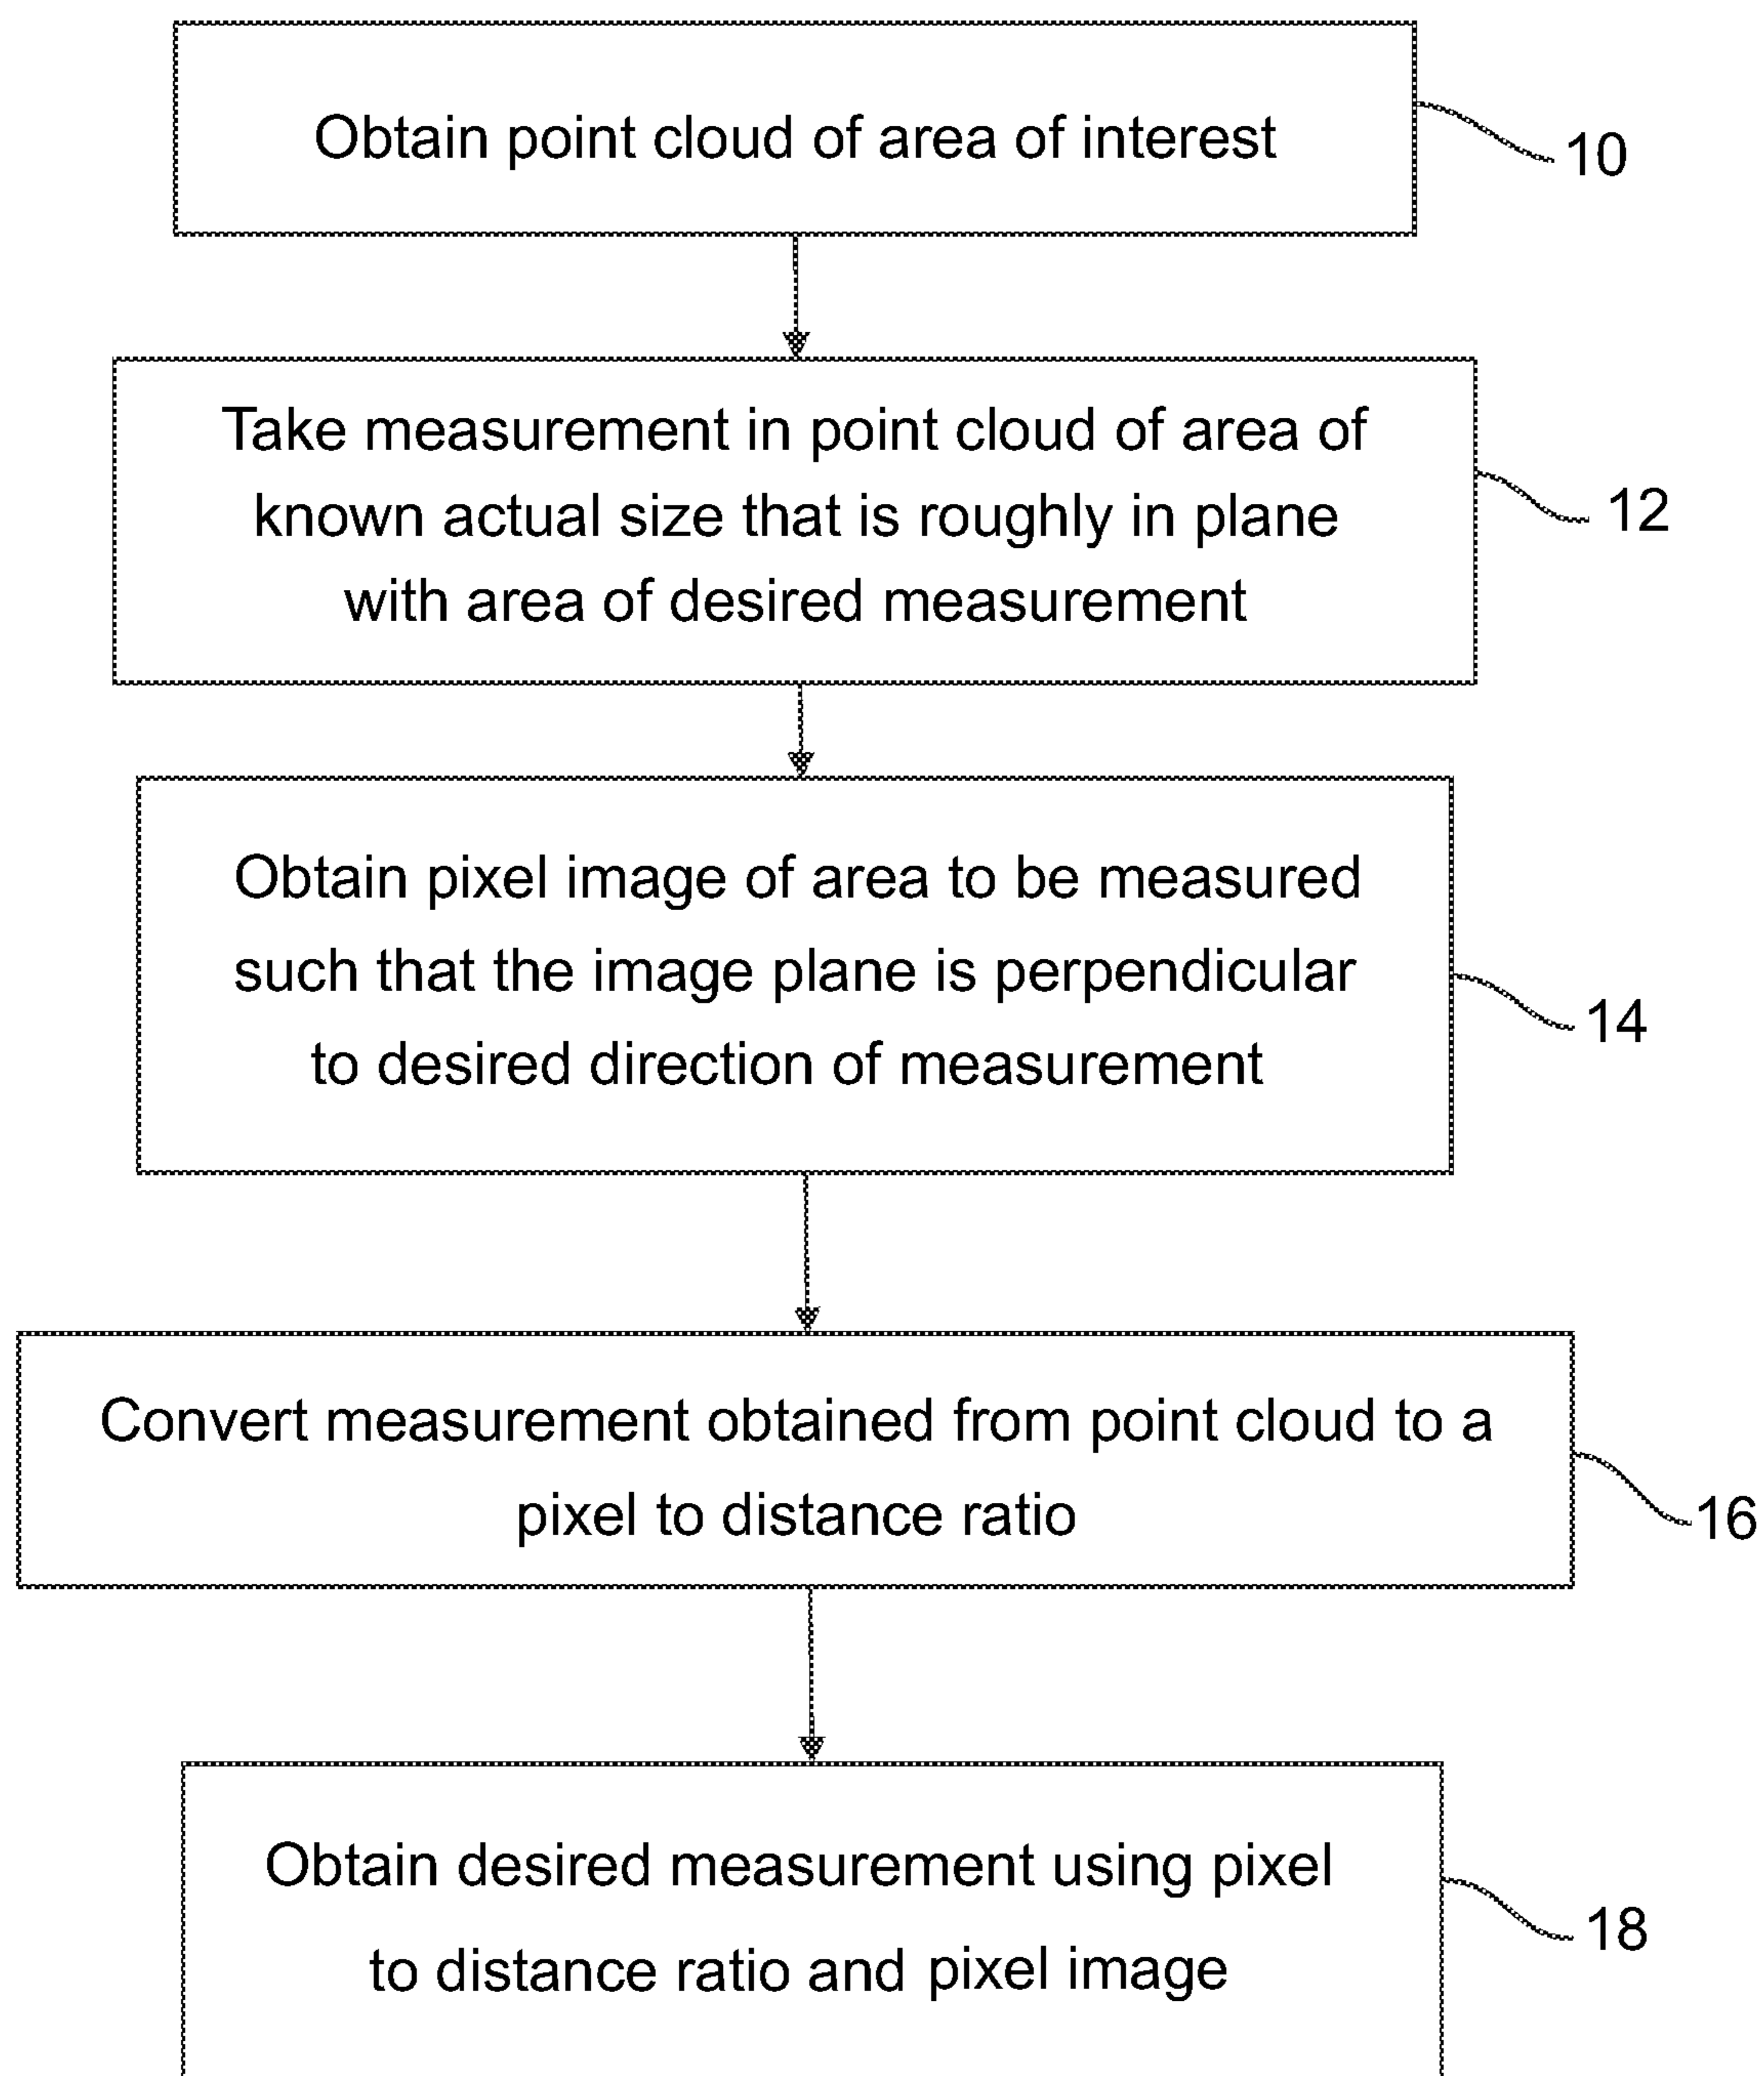 Obtain point cloud of area of interest
10
Take measurement in point cloud of area of
known actual size that is roughly in plane
with area of desired measurement
12
Obtain pixel image of area to be measured
such that the image plane is perpendicular
to desired direction of measurement
14
Convert measurement obtained from point cloud to a
pixel to distance ratio
16
Obtain desired measurement using pixel
to distance ratio and pixel image
18